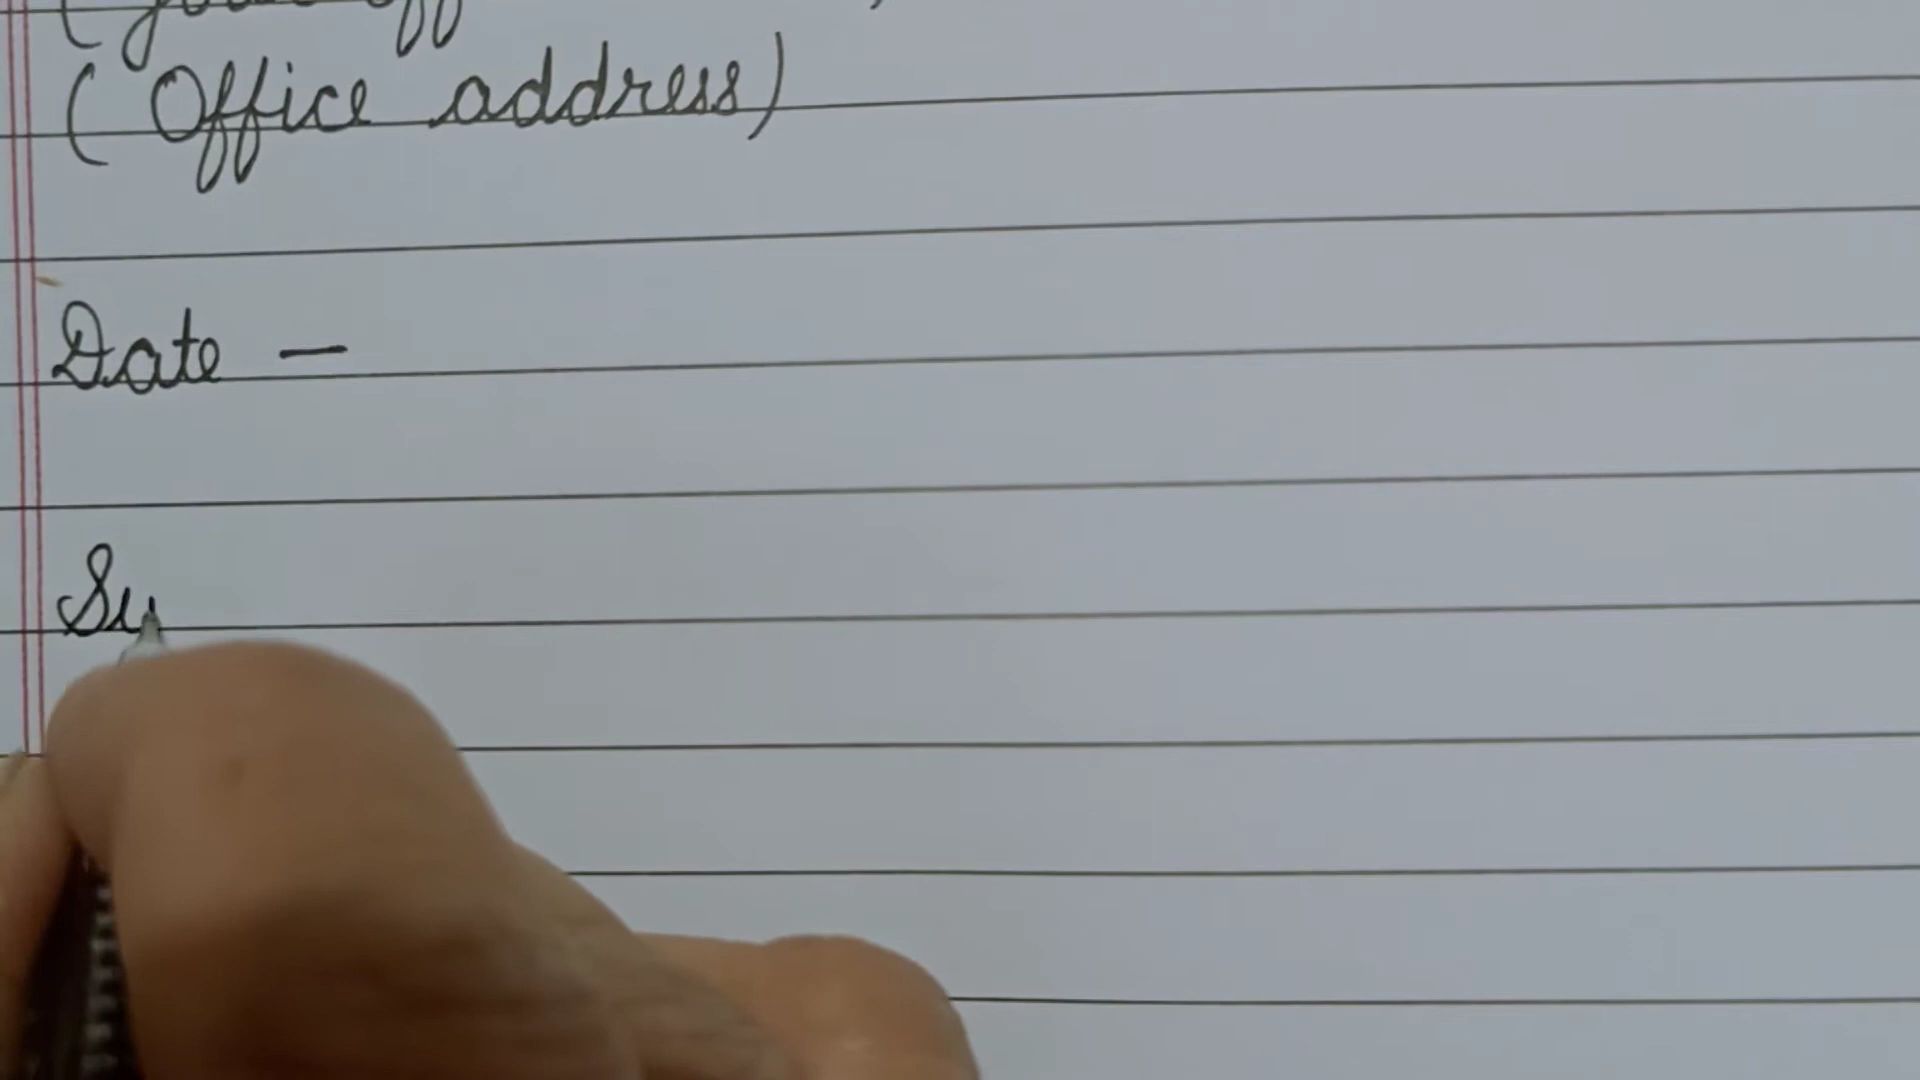 ( Office address)
Date —
Su